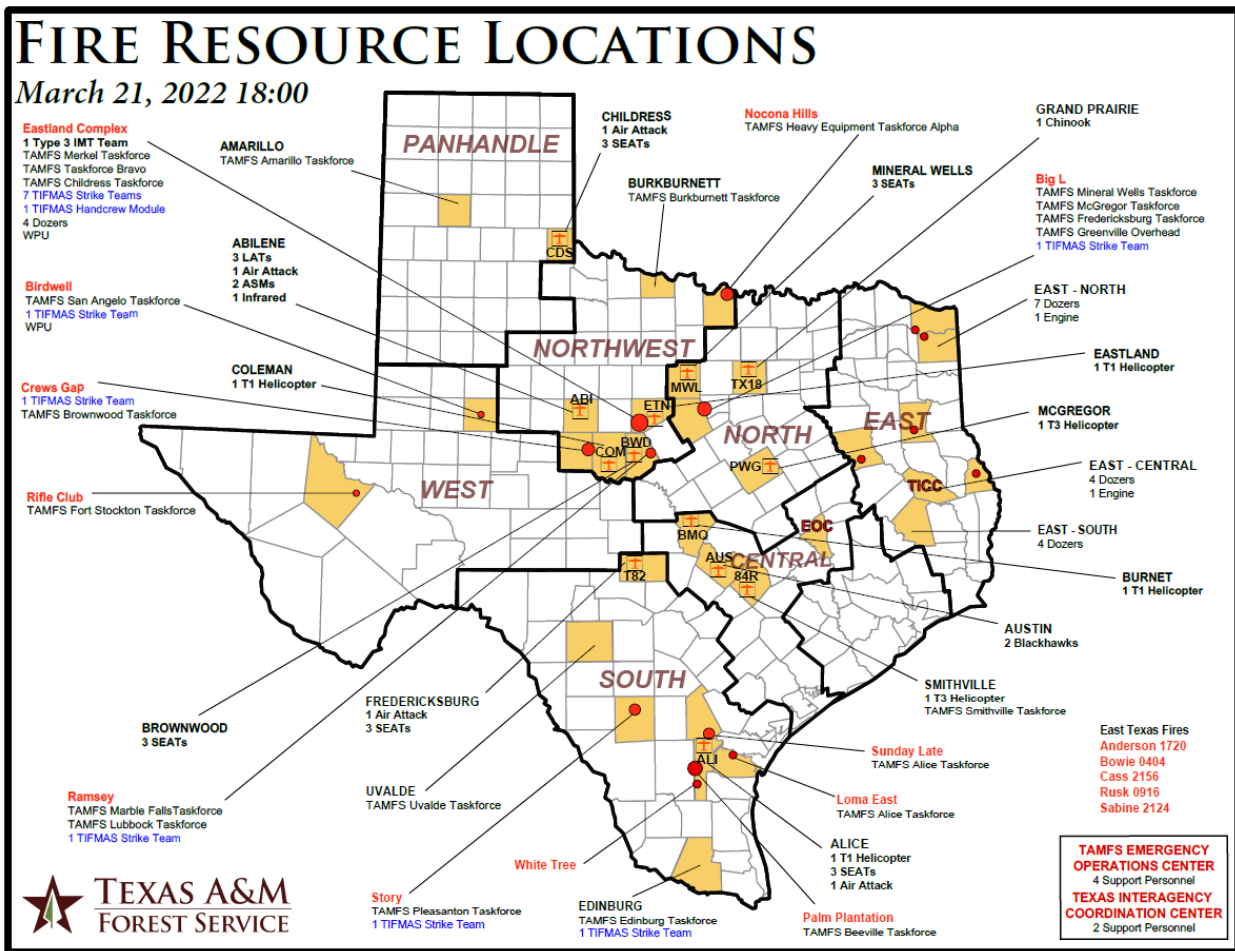 FIRE RESOURCE LOCATIONS
March 21, 2022 18:00
Eastland Complex
1 Type 3 IMT Team
TAMFS Merkel Taskforce
TAMFS Taskforce Bravo
TAMFS Childress Taskforce
7 TIFMAS Strike Teams
1 TIFMAS Handcrew Module
4 Dozers
WPU
AMARILLO
TAMFS Amarillo Taskforce
PANHANDLE
CHILDRESS
1 Air Attack
3 SEATs
Nocona Hills
TAMFS Heavy Equipment Taskforce Alpha
GRAND PRAIRIE
1 Chinook
BURKBURNETT
TAMFS Burkburnett Taskforce
MINERAL WELLS
3 SEATs
Big L
TAMFS Mineral Wells Taskforce
TAMFS McGregor Taskforce
TAMFS Fredericksburg Taskforce
TAMFS Greenville Overhead
1 TIFMAS Strike Team
CDS
ABILENE
3 LATs
1 Air Attack
2 ASMs
1 Infrared
Birdwell
TAMFS San Angelo Taskforce
1 TIFMAS Strike Team
WPU
EAST - NORTH
7 Dozers
1 Engine
NORTHWEST
EASTLAND
1 T1 Helicopter
COLEMAN
1 T1 Helicopter
MWL
TX18
Crews Gap
1 TIFMAS Strike Team
TAMFS Brownwood Taskforce
ABI
ETN
EAST
MCGREGOR
1 T3 Helicopter
NORTH
BWD
COM
PWG
WEST
EAST - CENTRAL
4 Dozers
1 Engine
TICC
Rifle Club
TAMFS Fort Stockton Taskforce
EOC
EAST - SOUTH
4 Dozers
BMQ
AUS
CENTRAL
T82
84R
BURNET
1 T1 Helicopter
AUSTIN
2 Blackhawks
SOUTH
SMITHVILLE
1 T3 Helicopter
TAMFS Smithville Taskforce
BROWNWOOD
3 SEATs
FREDERICKSBURG
1 Air Attack
3 SEATs
East Texas Fires
Anderson 1720
Bowie 0404
Cass 2156
Rusk 0916
Sabine 2124
Sunday Late
TAMFS Alice Taskforce
ALI
UVALDE
TAMFS Uvalde Taskforce
Ramsey
TAMFS Marble FallsTaskforce
TAMFS Lubbock Taskforce
1 TIFMAS Strike Team
Loma East
TAMFS Alice Taskforce
ALICE
1 T1 Helicopter
3 SEATs
1 Air Attack
White Tree
Story
TAMFS Pleasanton Taskforce
1 TIFMAS Strike Team
EDINBURG
TAMFS Edinburg Taskforce
1 TIFMAS Strike Team
Palm Plantation
TAMFS Beeville Taskforce
TAMFS EMERGENCY
OPERATIONS CENTER
4 Support Personnel
TEXAS INTERAGENCY
COORDINATION CENTER
2 Support Personnel
TEXAS A&M
FOREST SERVICE